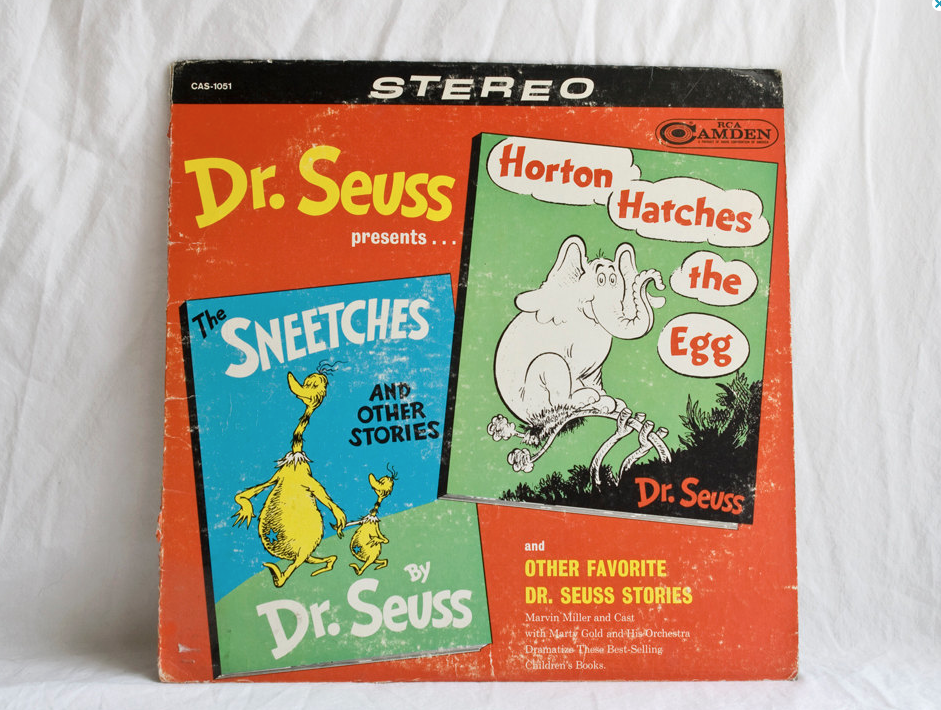 CAS-1051
STEREO
RCA
CAMDEN
Dr. Seuss
presents...
Horton
Hatches
the
Egg
Dr. Seuss
The
SNEETCHES
AND
OTHER
STORIES
BY
Dr. Seuss
and
OTHER FAVORITE
DR. SEUSS STORIES
Marvin Miller and Cast
with Marty Gold and His Orchestra
Dramatize These Best-Selling
Children's Books.